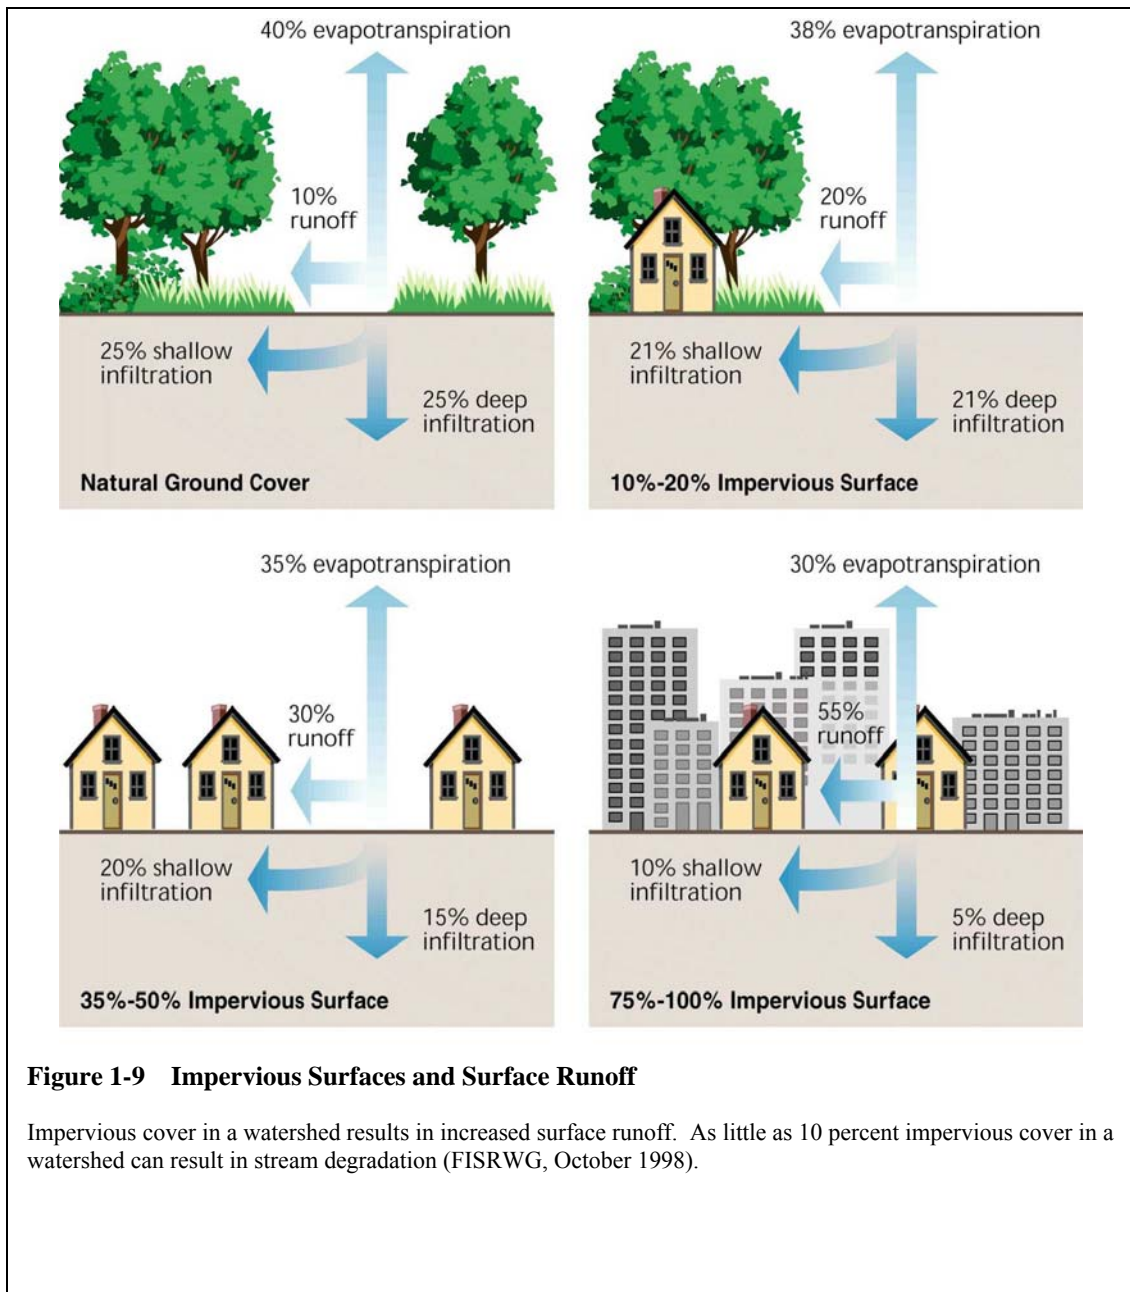 40% evapotranspiration
10%
runoff
25% shallow
infiltration
25% deep
infiltration
Natural Ground Cover
38% evapotranspiration
20%
runoff
21% shallow
infiltration
21% deep
infiltration
10%-20% Impervious Surface
35% evapotranspiration
30%
runoff
20% shallow
infiltration
15% deep
infiltration
35%-50% Impervious Surface
30% evapotranspiration
55%
runoff
10% shallow
infiltration
5% deep
infiltration
75%-100% Impervious Surface
Figure 1-9 Impervious Surfaces and Surface Runoff
Impervious cover in a watershed results in increased surface runoff. As little as 10 percent impervious cover in a
watershed can result in stream degradation (FISRWG, October 1998).